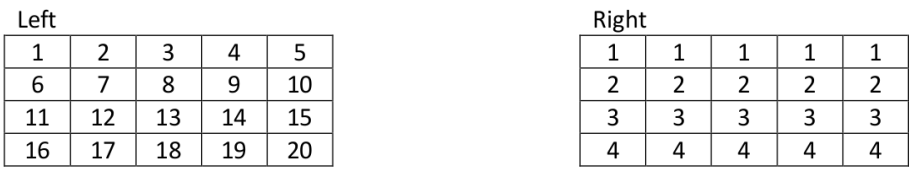 Left Right
1 2 3 4 5 1 1 1 1 1
6 7 8 9 10 2 2 2 2 2
11 12 13 14 15 3 3 3 3 3
16 17 18 19 20 4 4 4 4 4